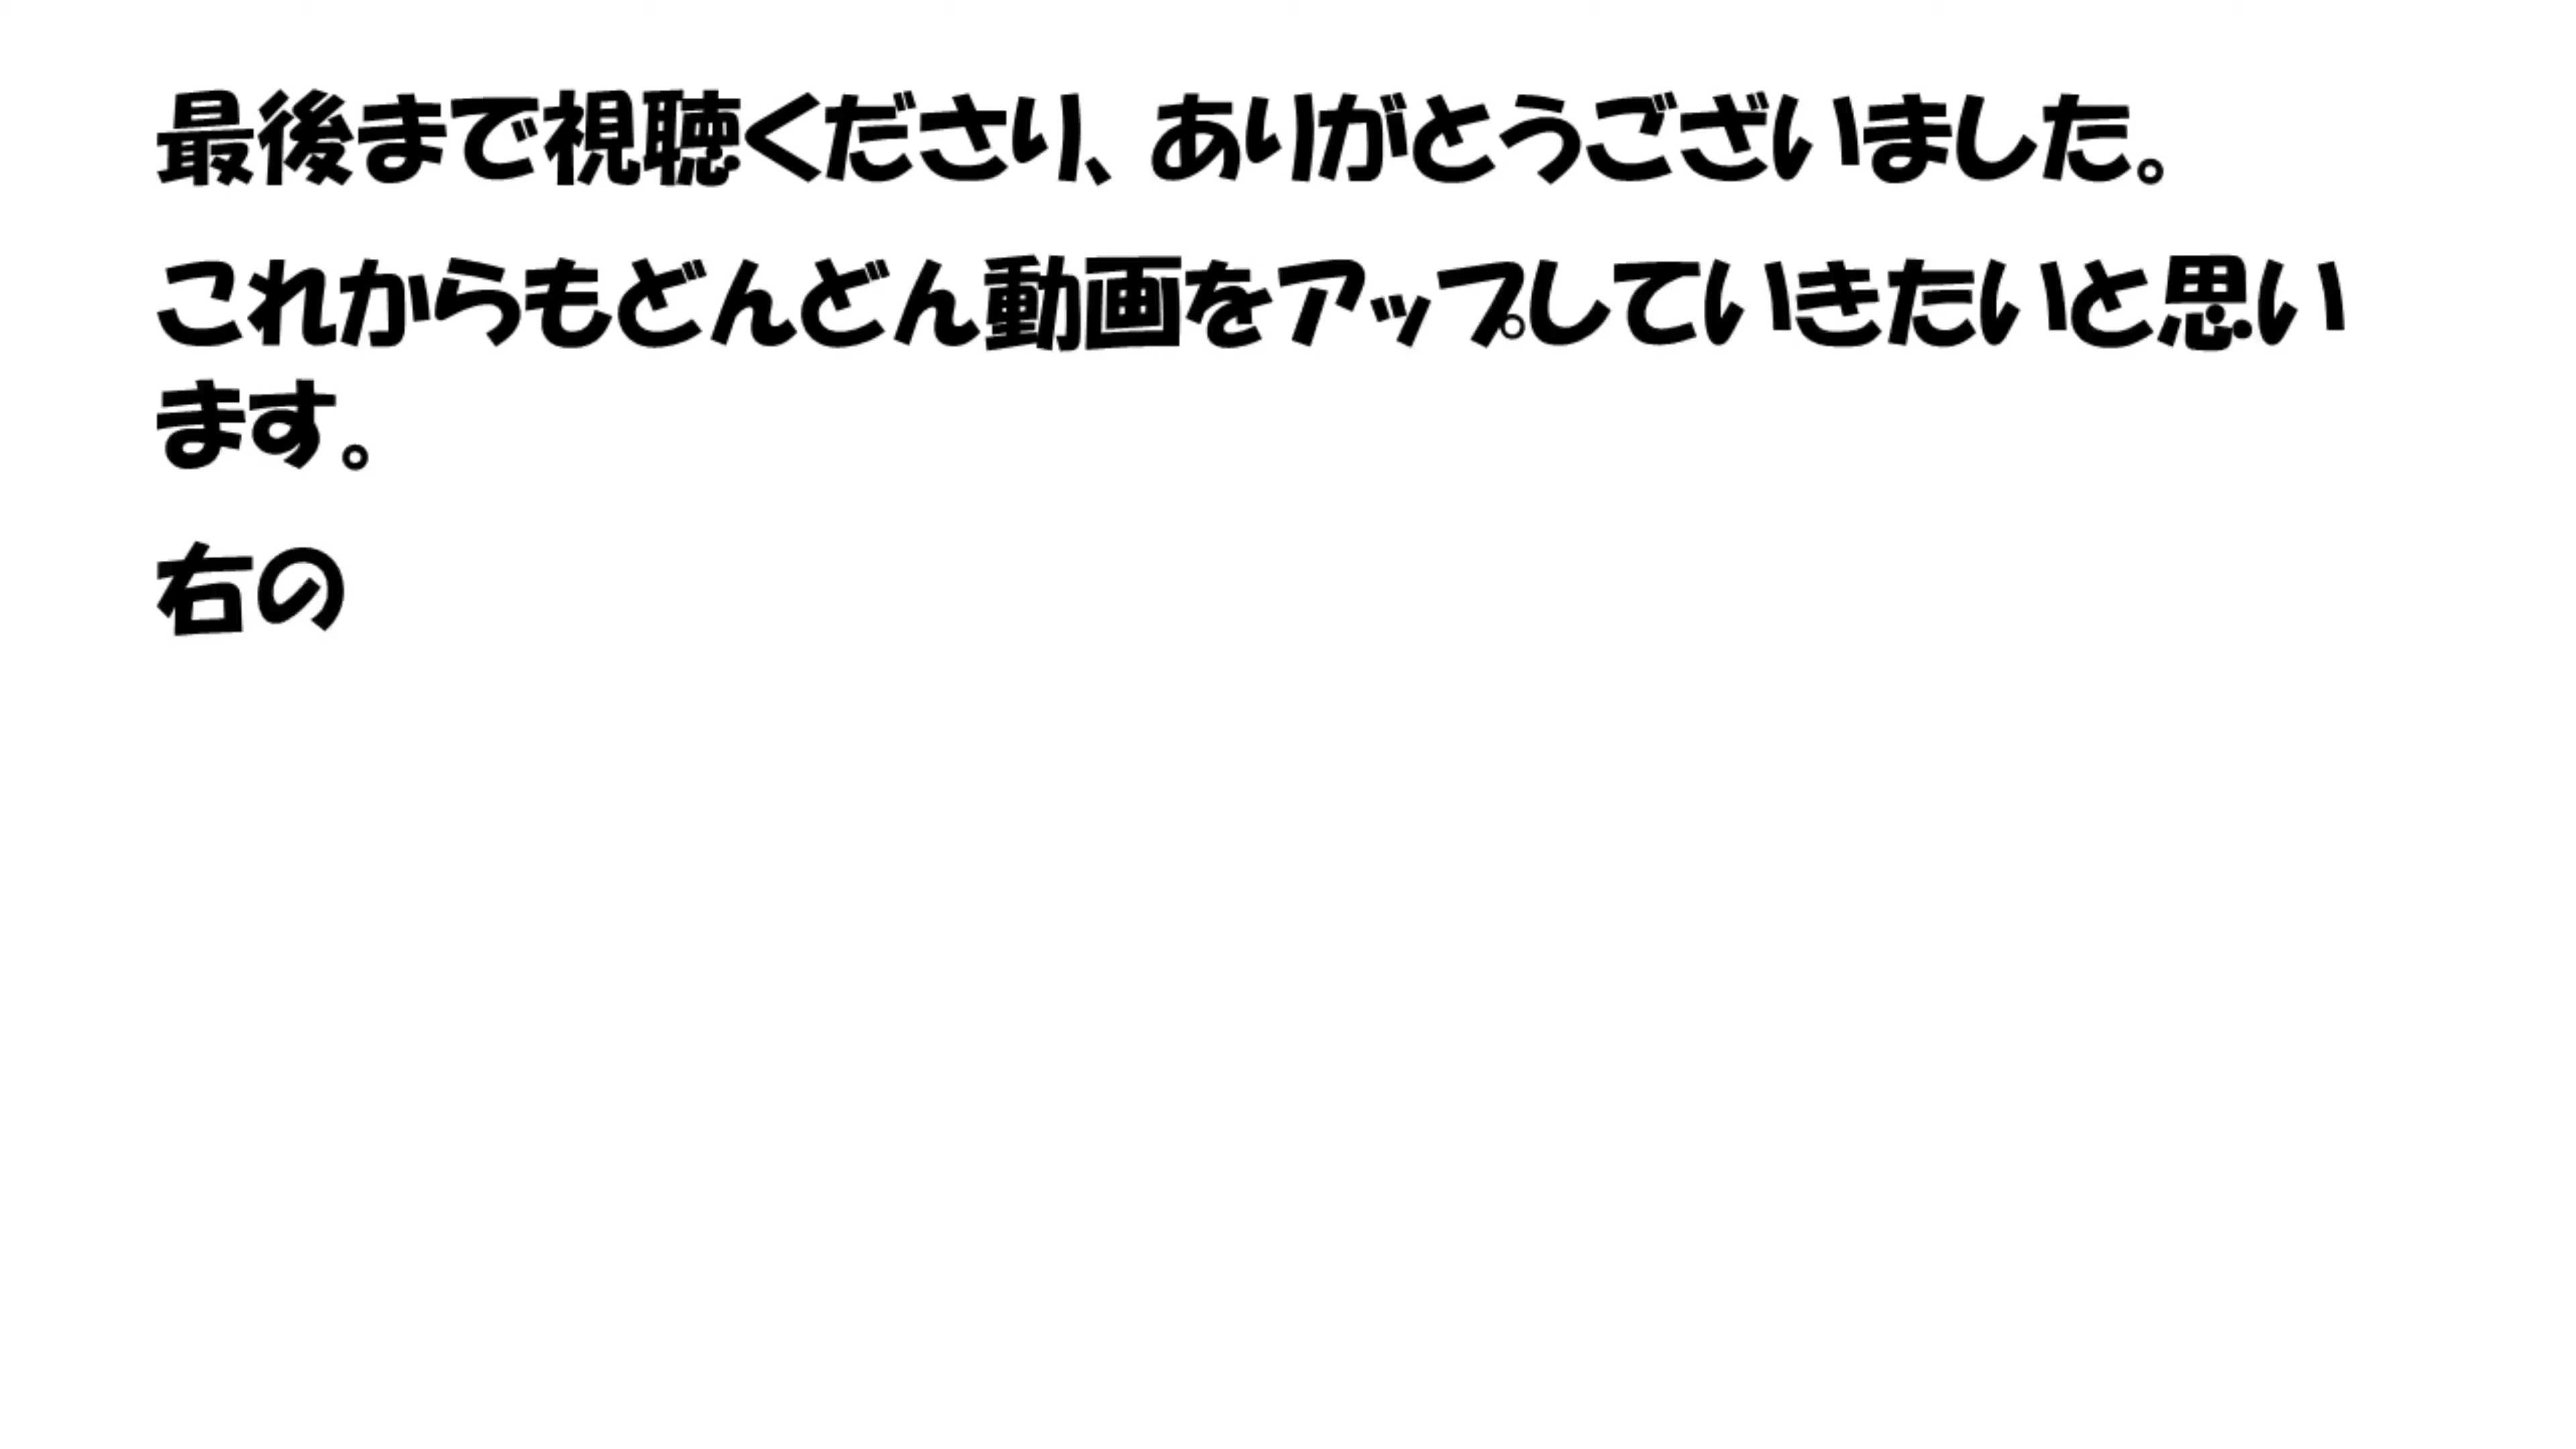 最後まで視聴くださり、ありがとうございました。
これからもどんどん動画をアップしていきたいと思い
ます。
右の